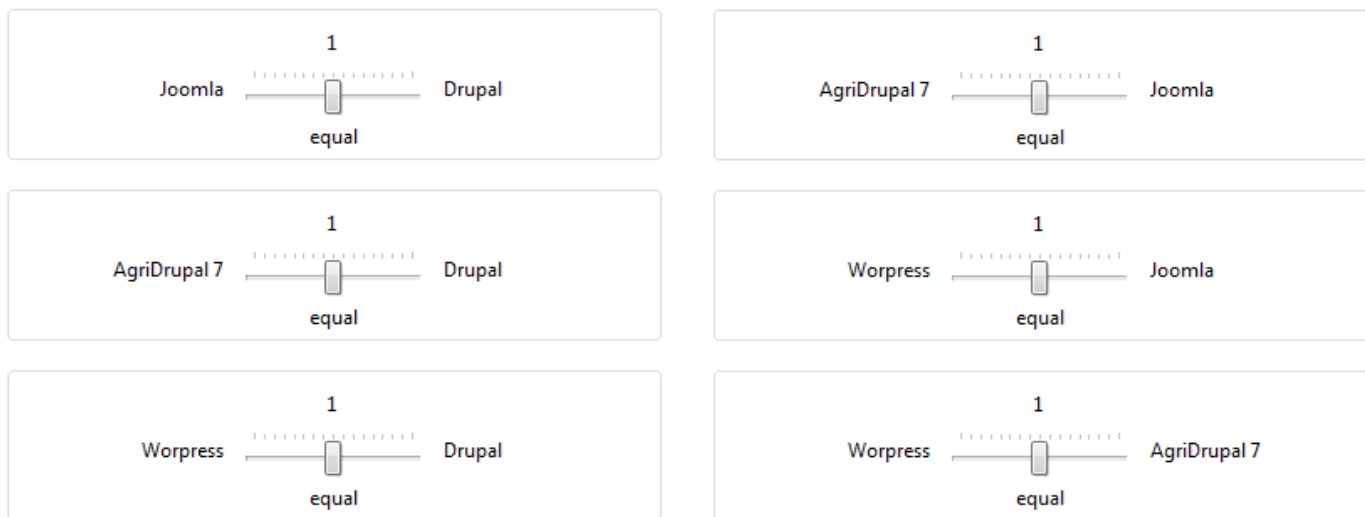 1
Joomla Drupal
equal
1
AgriDrupal 7 Joomla
equal
1
AgriDrupal 7 Drupal
equal
1
Worpress Joomla
equal
1
Worpress Drupal
equal
1
Worpress AgriDrupal 7
equal